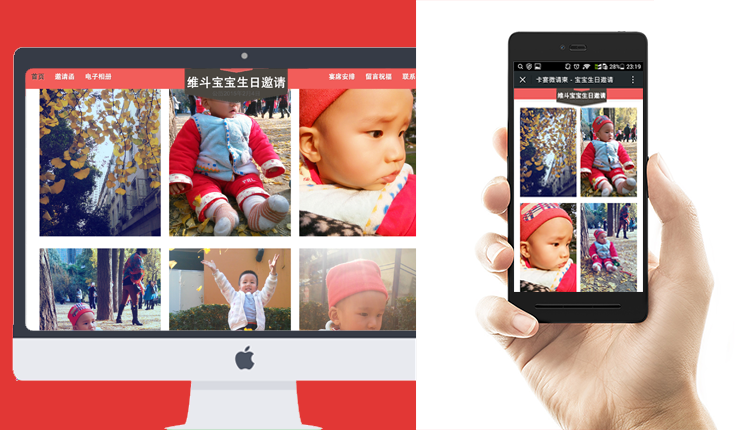 首页 邀请函 电子相册
维斗宝宝生日邀请
宴席安排 留言祝福 联系
28% 23:19
卡宴微请柬 - 宝宝生日邀请
维斗宝宝生日邀请